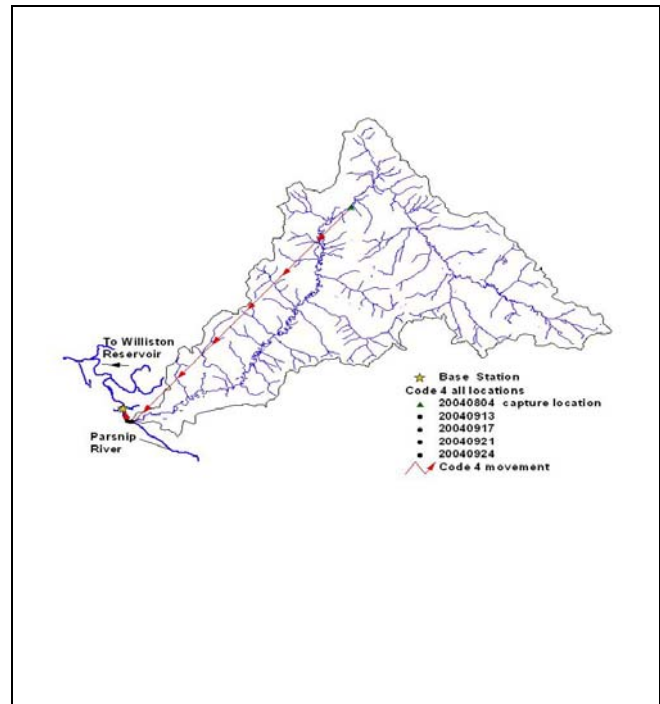 To Williston
Reservoir
Parsnip
River
Base Station
Code 4 all locations
20040804 capture location
20040913
20040917
20040921
20040924
Code 4 movement